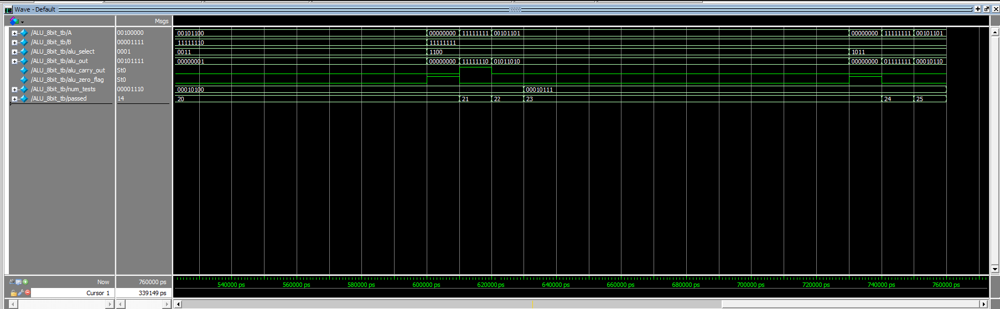 Wave - Default
Msgs
/ALU_8bit_tb/A 00100000 00101100 00000000 11111111 00101101 00000000 11111111 00101101
/ALU_8bit_tb/B 00001111 11111110 11111111
/ALU_8bit_tb/alu_select 0001 0011 1100 1011
/ALU_8bit_tb/alu_out 00101111 00000001 00000000 11111110 01011010 00000000 01111111 00010110
/ALU_8bit_tb/alu_carry_out St0
/ALU_8bit_tb/alu_zero_flag St0
/ALU_8bit_tb/num_tests 00001110 00010100 00010111
/ALU_8bit_tb/passed 14 20 21 22 23 24 25
Now 760000 ps
540000 ps 560000 ps 580000 ps 600000 ps 620000 ps 640000 ps 660000 ps 680000 ps 700000 ps 720000 ps 740000 ps 760000 ps
Cursor 1 339149 ps